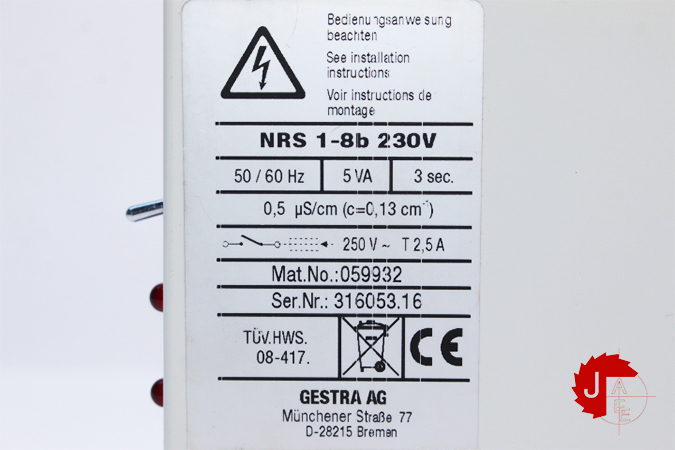 Bedienungsanweisung
beachten
See installation
instructions
Voir instructions de
montage
NRS 1-8b 230V
50 / 60 Hz 5 VA 3 sec.
0,5 µS/cm (c=0,13 cm⁻¹)
250 V ~ T 2,5 A
Mat.No.:059932
Ser.Nr.: 316053.16
TÜV.HWS.
08-417.
CE
GESTRA AG
Münchener Straße 77
D-28215 Bremen
J